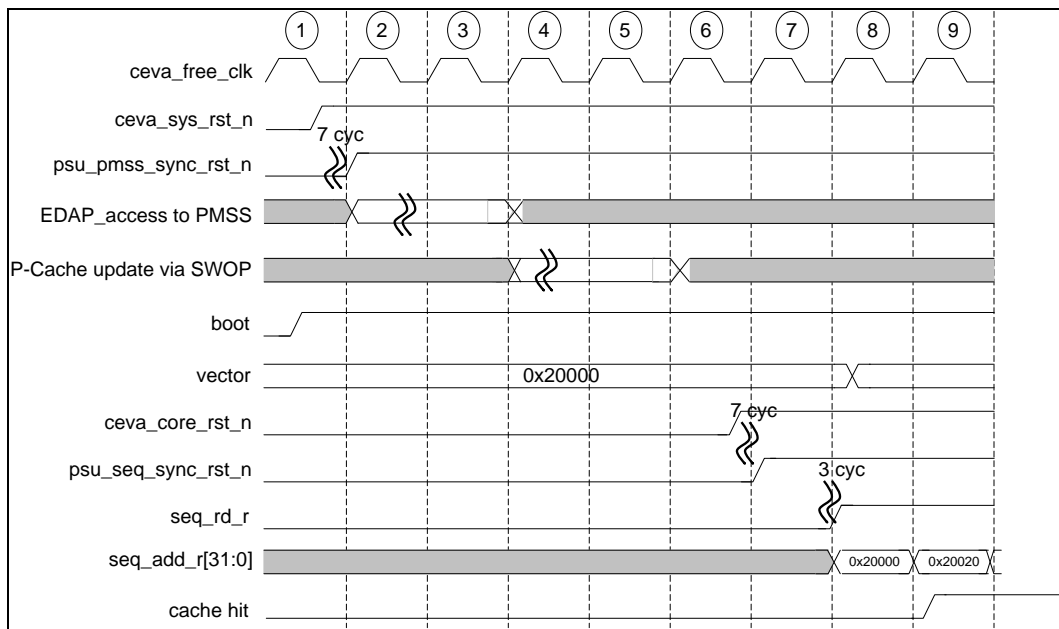 1 2 3 4 5 6 7 8 9
ceva_free_clk
ceva_sys_rst_n
7 cyc
psu_pmss_sync_rst_n
EDAP_access to PMSS
P-Cache update via SWOP
boot
vector
0x20000
ceva_core_rst_n
7 cyc
psu_seq_sync_rst_n
3 cyc
seq_rd_r
seq_add_r[31:0]
0x20000 0x20020
cache hit